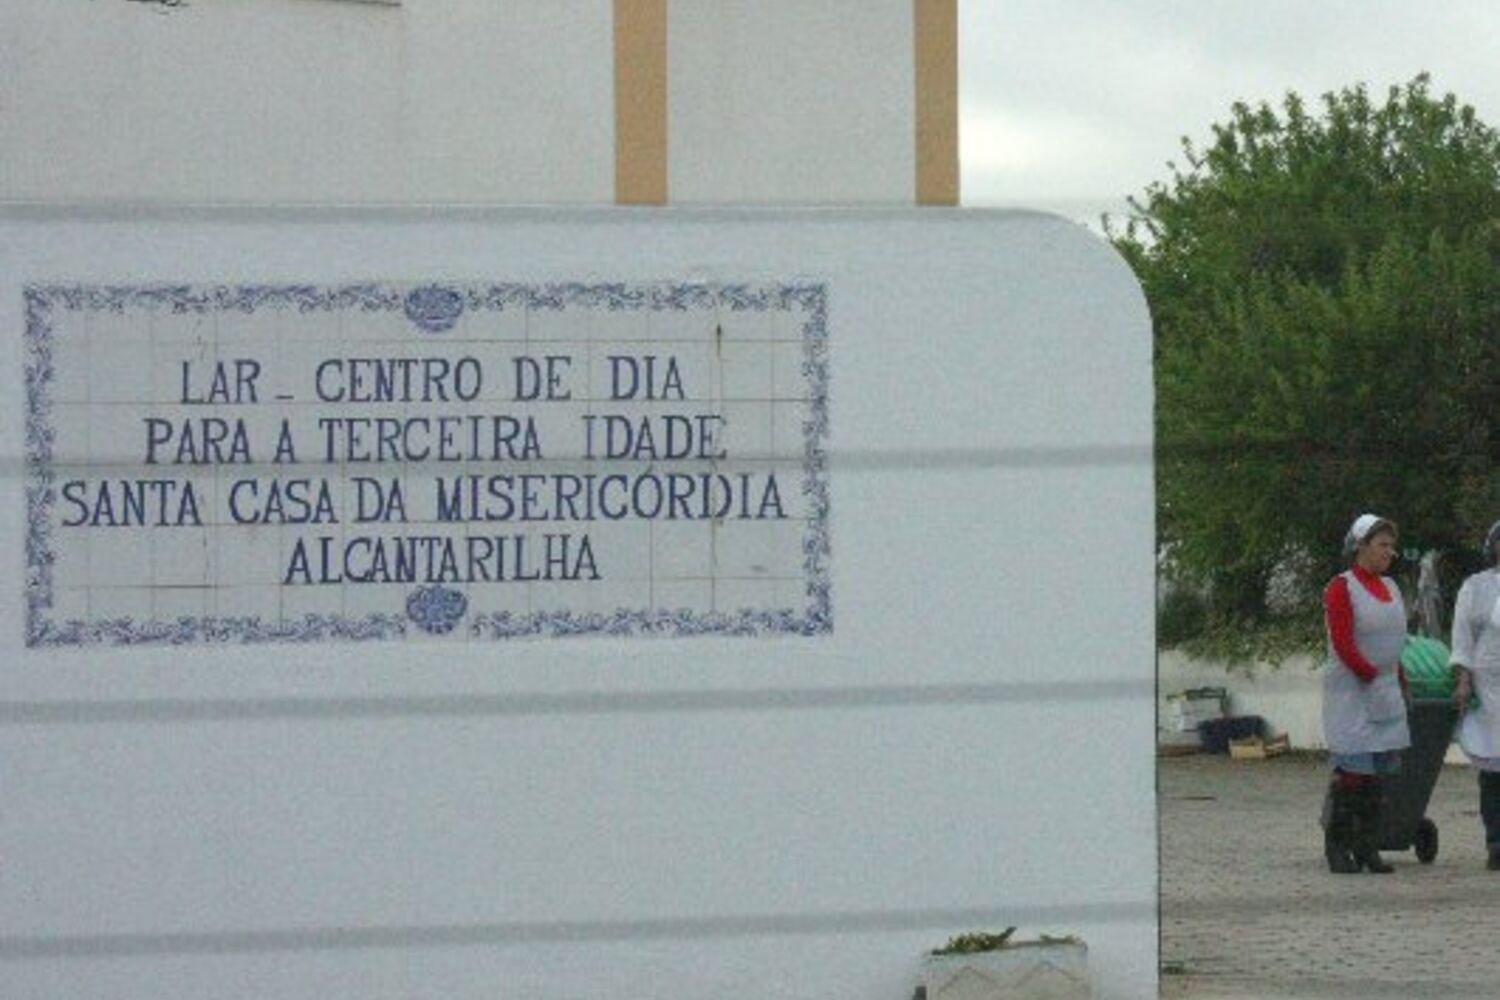 LAR - CENTRO DE DIA
PARA A TERCEIRA IDADE
SANTA CASA DA MISERICÓRDIA
ALCANTARILHA